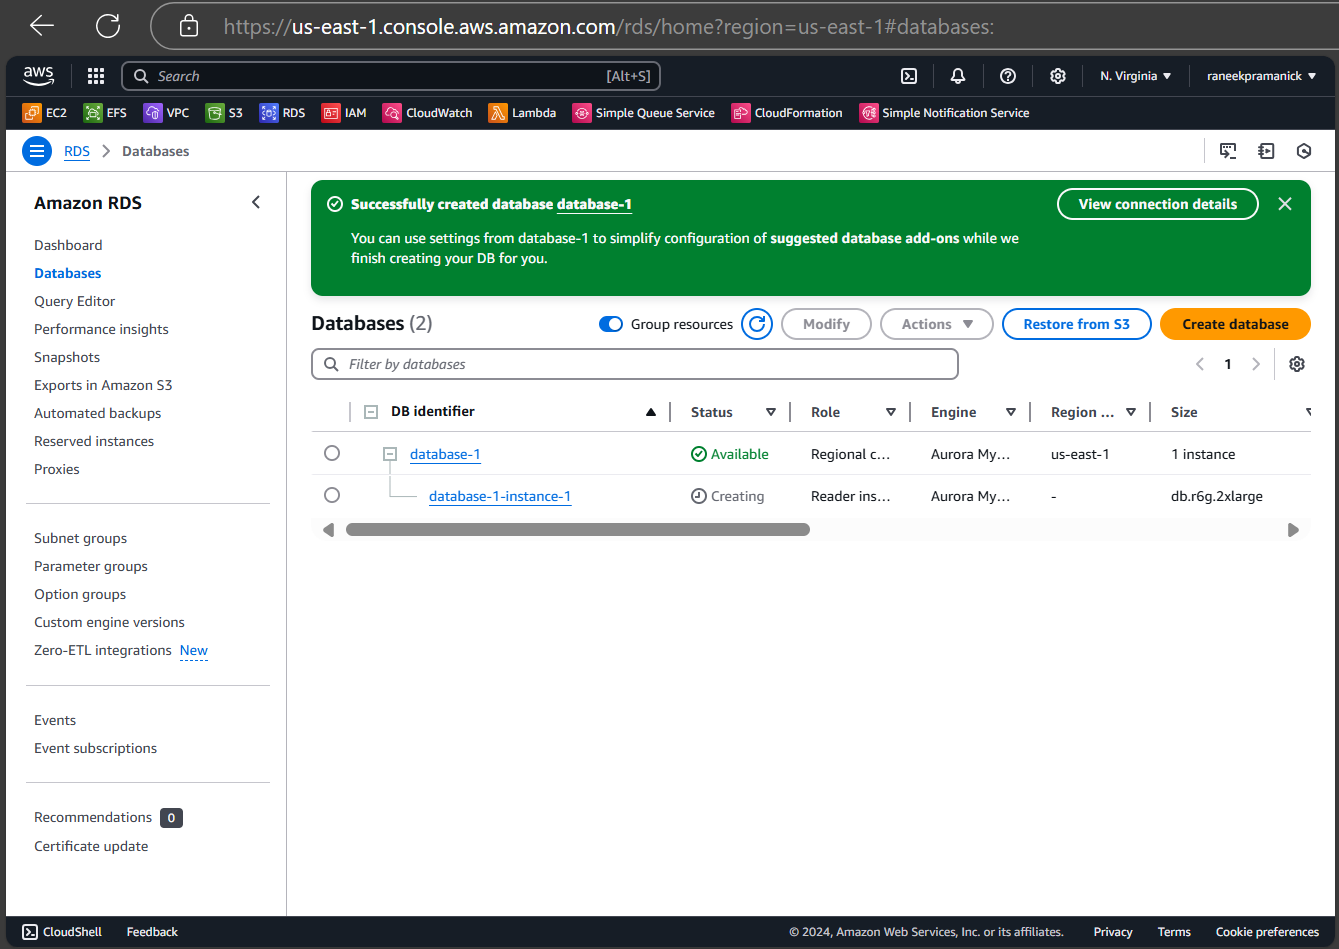 https://us-east-1.console.aws.amazon.com/rds/home?region=us-east-1#databases:
aws Search [Alt+S] N. Virginia raneekpramanick
EC2 EFS VPC S3 RDS IAM CloudWatch Lambda Simple Queue Service CloudFormation Simple Notification Service
RDS Databases
Amazon RDS
Dashboard
Databases
Query Editor
Performance insights
Snapshots
Exports in Amazon S3
Automated backups
Reserved instances
Proxies
Subnet groups
Parameter groups
Option groups
Custom engine versions
Zero-ETL integrations New
Events
Event subscriptions
Recommendations 0
Certificate update
Successfully created database database-1 View connection details
You can use settings from database-1 to simplify configuration of suggested database add-ons while we
finish creating your DB for you.
Databases (2) Group resources Modify Actions Restore from S3 Create database
Filter by databases 1
DB identifier Status Role Engine Region ... Size
database-1 Available Regional c... Aurora My... us-east-1 1 instance
database-1-instance-1 Creating Reader ins... Aurora My... - db.r6g.2xlarge
CloudShell Feedback © 2024, Amazon Web Services, Inc. or its affiliates. Privacy Terms Cookie preferences